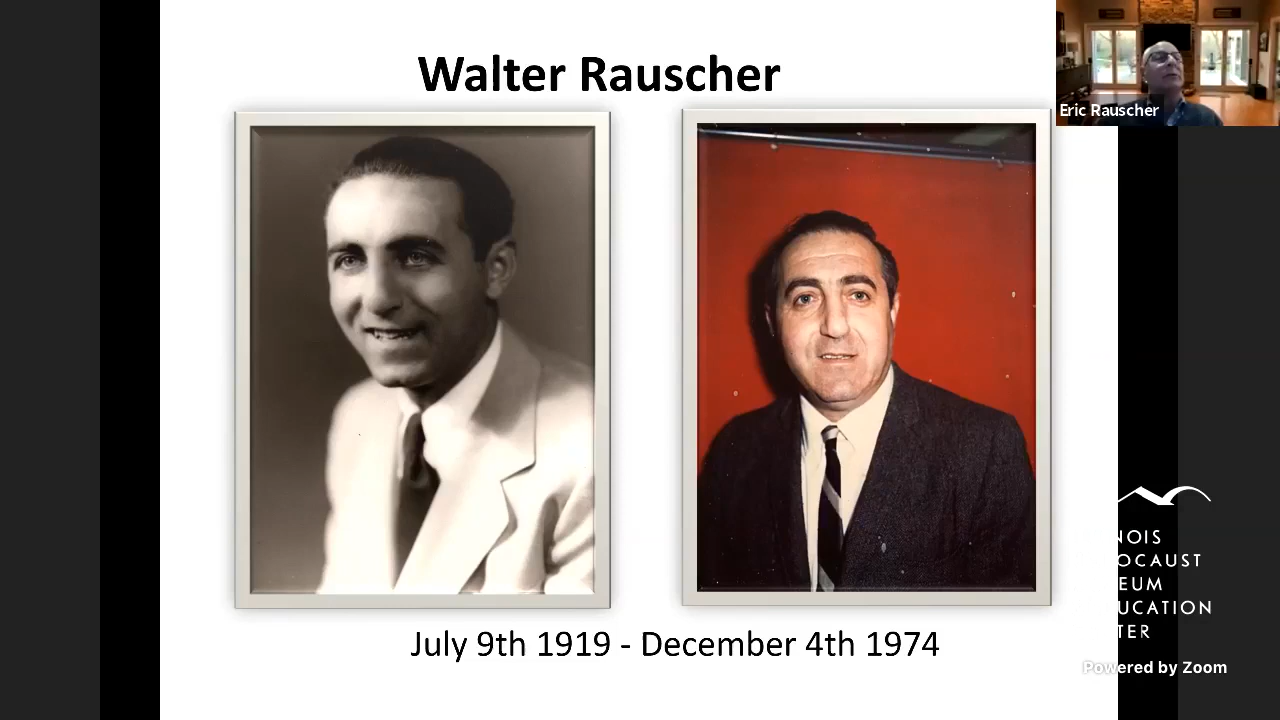 Walter Rauscher
Eric Rauscher
July 9th 1919 - December 4th 1974
NOIS
OCAUST
EUM
UCATION
TER
Powered by Zoom